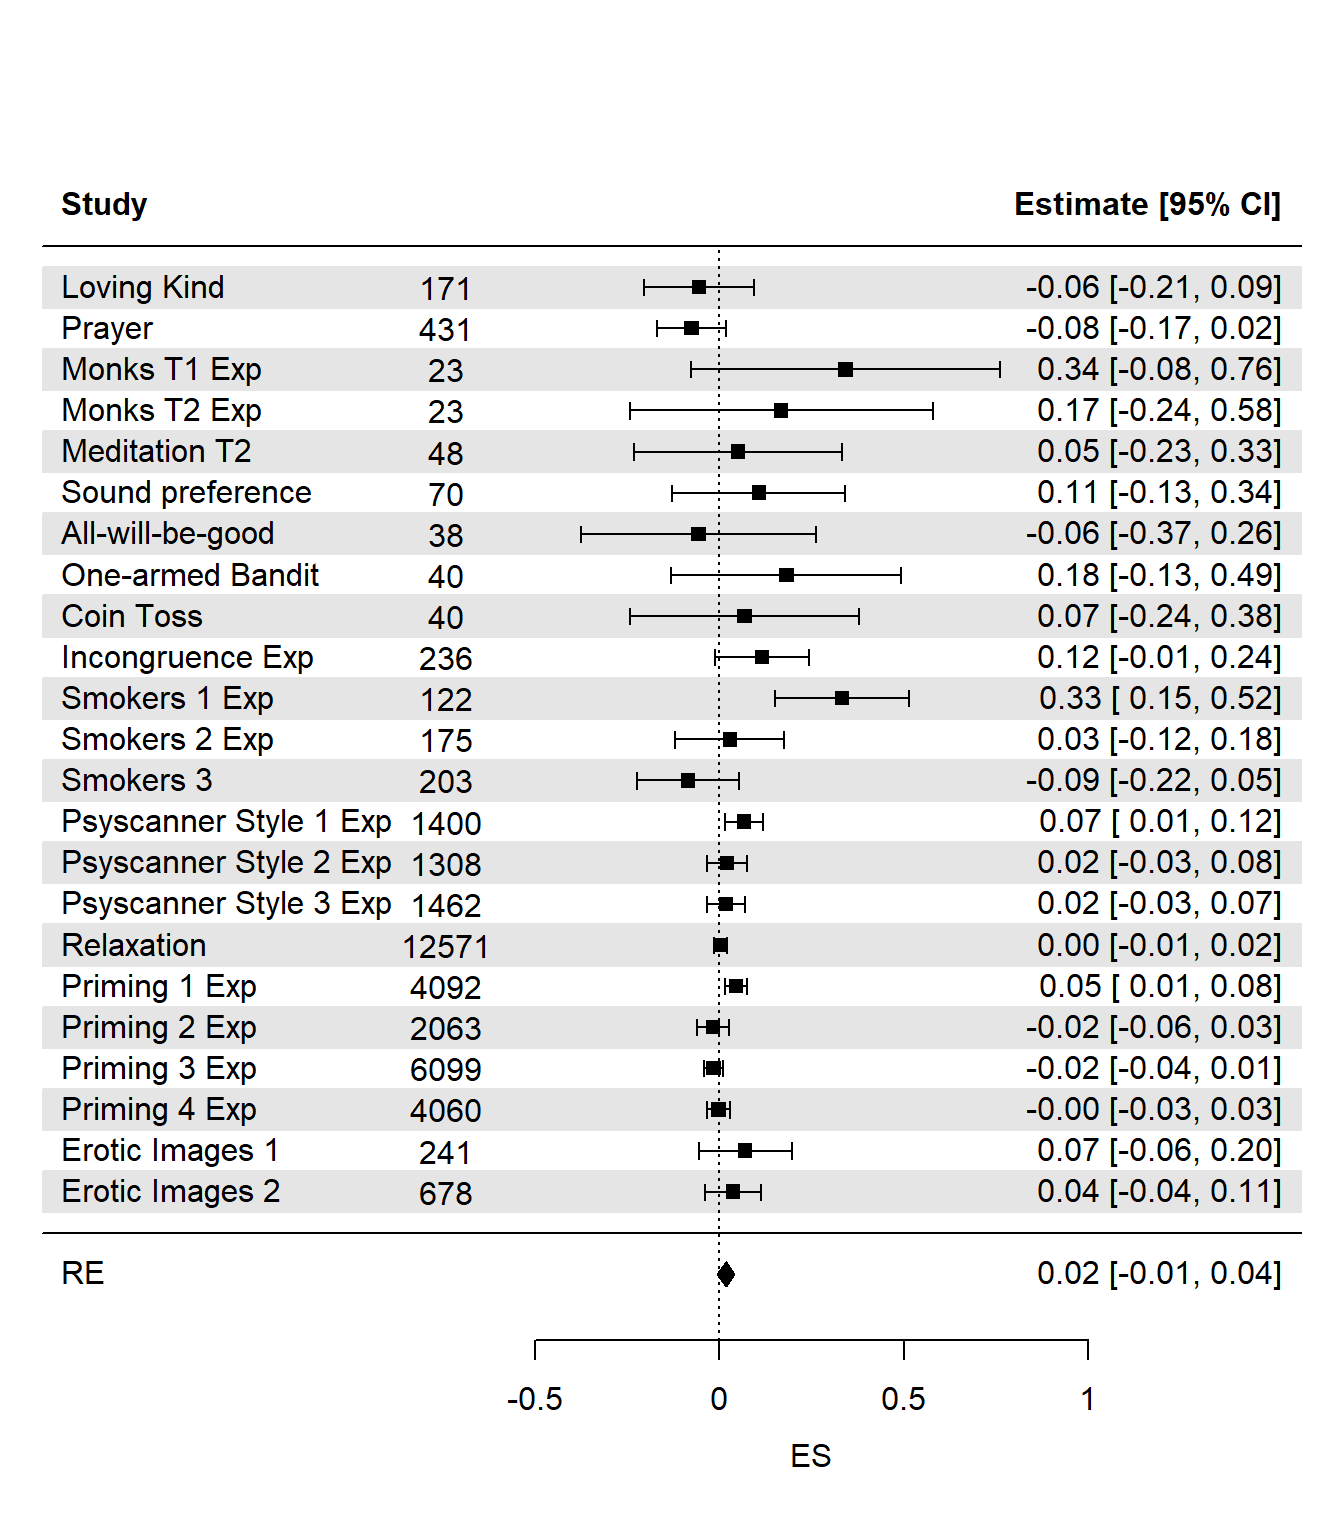 Study Estimate [95% CI]
Loving Kind 171 -0.06 [-0.21, 0.09]
Prayer 431 -0.08 [-0.17, 0.02]
Monks T1 Exp 23 0.34 [-0.08, 0.76]
Monks T2 Exp 23 0.17 [-0.24, 0.58]
Meditation T2 48 0.05 [-0.23, 0.33]
Sound preference 70 0.11 [-0.13, 0.34]
All-will-be-good 38 -0.06 [-0.37, 0.26]
One-armed Bandit 40 0.18 [-0.13, 0.49]
Coin Toss 40 0.07 [-0.24, 0.38]
Incongruence Exp 236 0.12 [-0.01, 0.24]
Smokers 1 Exp 122 0.33 [ 0.15, 0.52]
Smokers 2 Exp 175 0.03 [-0.12, 0.18]
Smokers 3 203 -0.09 [-0.22, 0.05]
Psyscanner Style 1 Exp 1400 0.07 [ 0.01, 0.12]
Psyscanner Style 2 Exp 1308 0.02 [-0.03, 0.08]
Psyscanner Style 3 Exp 1462 0.02 [-0.03, 0.07]
Relaxation 12571 0.00 [-0.01, 0.02]
Priming 1 Exp 4092 0.05 [ 0.01, 0.08]
Priming 2 Exp 2063 -0.02 [-0.06, 0.03]
Priming 3 Exp 6099 -0.02 [-0.04, 0.01]
Priming 4 Exp 4060 -0.00 [-0.03, 0.03]
Erotic Images 1 241 0.07 [-0.06, 0.20]
Erotic Images 2 678 0.04 [-0.04, 0.11]
RE 0.02 [-0.01, 0.04]
-0.5 0 0.5 1
ES